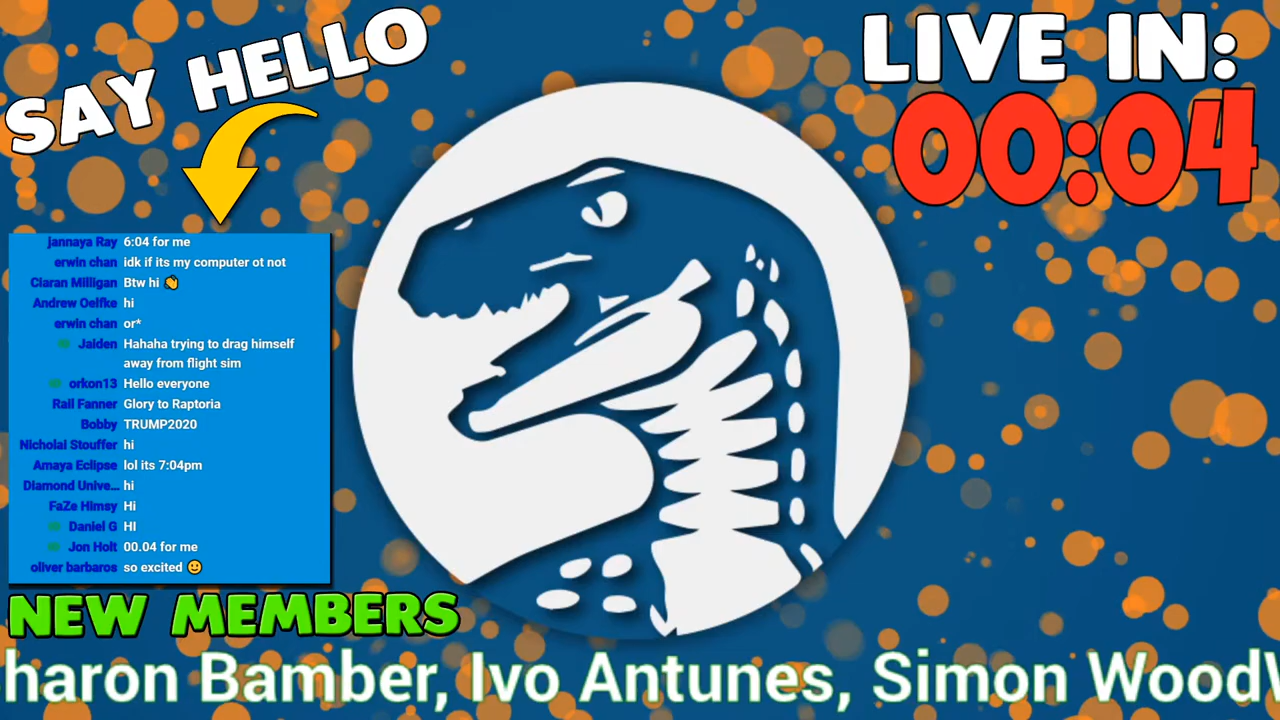 SAY HELLO
LIVE IN:
00:04
jannaya Ray 6:04 for me
erwin chan idk if its my computer ot not
Ciaran Milligan Btw hi
Andrew Oelfke hi
erwin chan or*
Jaiden Hahaha trying to drag himself
away from flight sim
orkon13 Hello everyone
Rail Fanner Glory to Raptoria
Bobby TRUMP2020
Nicholai Stouffer hi
Amaya Eclipse lol its 7:04pm
Diamond Unive... hi
FaZe Himsy Hi
Daniel G HI
Jon Holt 00.04 for me
oliver barbaros so excited
NEW MEMBERS
haron Bamber, Ivo Antunes, Simon Wood